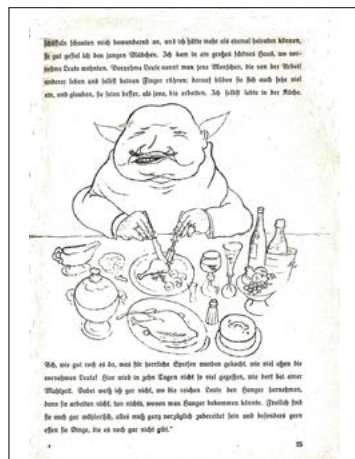 schüsseln schauten mich bewundernd an, und ich hätte mehr als ebenmal heiraten können,
so gut gefiel ich den jungen Mädchen. Ich kam in ein großes schönes Haus, wo vor-
nehme Leute wohnten. Vornehme Leute nennt man jene Menschen, die von der Arbeit
anderer leben und selbst keinen Finger rühren; darauf bilden sie sich auch sehr viel
ein, und glauben, sie seien besser, als jene, die arbeiten. Ich selbst lebte in der Küche.
Ach, wie gut roch es da, was für herrliche Speisen wurden gekocht, wie viel aßen die
vornehmen Leute! Hier wird in zehn Tagen nicht so viel gegessen, wie dort bei einer
Mahlzeit. Dabei weiß ich gar nicht, wo die reichen Leute den Hunger hernehmen,
denn sie arbeiten nicht, tun nichts, wovon man Hunger bekommen könnte. Freilich sind
sie auch gar wählerisch, alles muß ganz vorzüglich zubereitet sein und besonders gern
essen sie Dinge, die es noch gar nicht gibt."